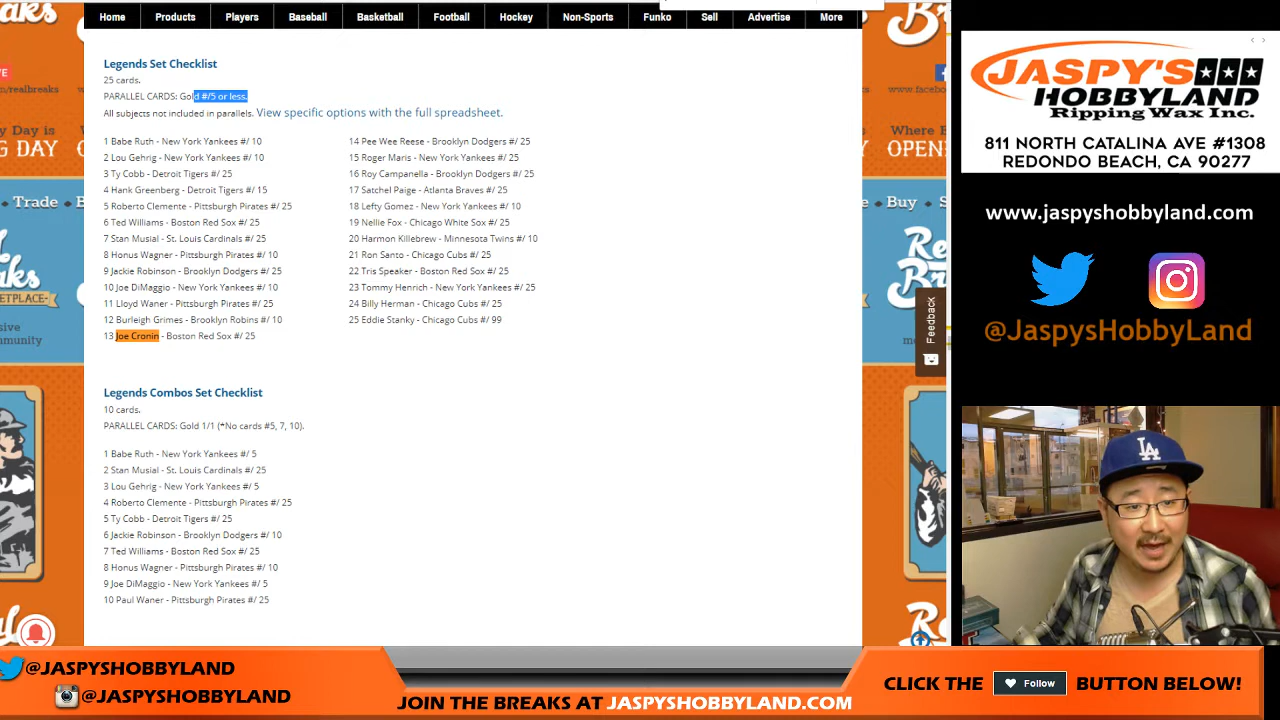 Home Products Players Baseball Basketball Football Hockey Non-Sports Funko Sell Advertise More
Legends Set Checklist
25 cards.
PARALLEL CARDS: Gold #/5 or less.
All subjects not included in parallels. View specific options with the full spreadsheet.
1 Babe Ruth - New York Yankees #/ 10
2 Lou Gehrig - New York Yankees #/ 10
3 Ty Cobb - Detroit Tigers #/ 25
4 Hank Greenberg - Detroit Tigers #/ 15
5 Roberto Clemente - Pittsburgh Pirates #/ 25
6 Ted Williams - Boston Red Sox #/ 25
7 Stan Musial - St. Louis Cardinals #/ 25
8 Honus Wagner - Pittsburgh Pirates #/ 10
9 Jackie Robinson - Brooklyn Dodgers #/ 25
10 Joe DiMaggio - New York Yankees #/ 10
11 Lloyd Waner - Pittsburgh Pirates #/ 25
12 Burleigh Grimes - Brooklyn Robins #/ 10
13 Joe Cronin - Boston Red Sox #/ 25
14 Pee Wee Reese - Brooklyn Dodgers #/ 25
15 Roger Maris - New York Yankees #/ 25
16 Roy Campanella - Brooklyn Dodgers #/ 25
17 Satchel Paige - Atlanta Braves #/ 25
18 Lefty Gomez - New York Yankees #/ 10
19 Nellie Fox - Chicago White Sox #/ 25
20 Harmon Killebrew - Minnesota Twins #/ 10
21 Ron Santo - Chicago Cubs #/ 25
22 Tris Speaker - Boston Red Sox #/ 25
23 Tommy Henrich - New York Yankees #/ 25
24 Billy Herman - Chicago Cubs #/ 25
25 Eddie Stanky - Chicago Cubs #/ 99
Legends Combos Set Checklist
10 cards.
PARALLEL CARDS: Gold 1/1 (*No cards #5, 7, 10).
1 Babe Ruth - New York Yankees #/ 5
2 Stan Musial - St. Louis Cardinals #/ 25
3 Lou Gehrig - New York Yankees #/ 5
4 Roberto Clemente - Pittsburgh Pirates #/ 25
5 Ty Cobb - Detroit Tigers #/ 25
6 Jackie Robinson - Brooklyn Dodgers #/ 10
7 Ted Williams - Boston Red Sox #/ 25
8 Honus Wagner - Pittsburgh Pirates #/ 10
9 Joe DiMaggio - New York Yankees #/ 5
10 Paul Waner - Pittsburgh Pirates #/ 25
Feedback
Trade
Buy
JASPY'S
HOBBYLAND
Ripping Wax Inc.
811 NORTH CATALINA AVE #1308
REDONDO BEACH, CA 90277
www.jaspyshobbyland.com
@JaspysHobbyLand
LA
@JASPYSHOBBYLAND
@JASPYSHOBBYLAND
JOIN THE BREAKS AT JASPYSHOBBYLAND.COM
CLICK THE Follow BUTTON BELOW!